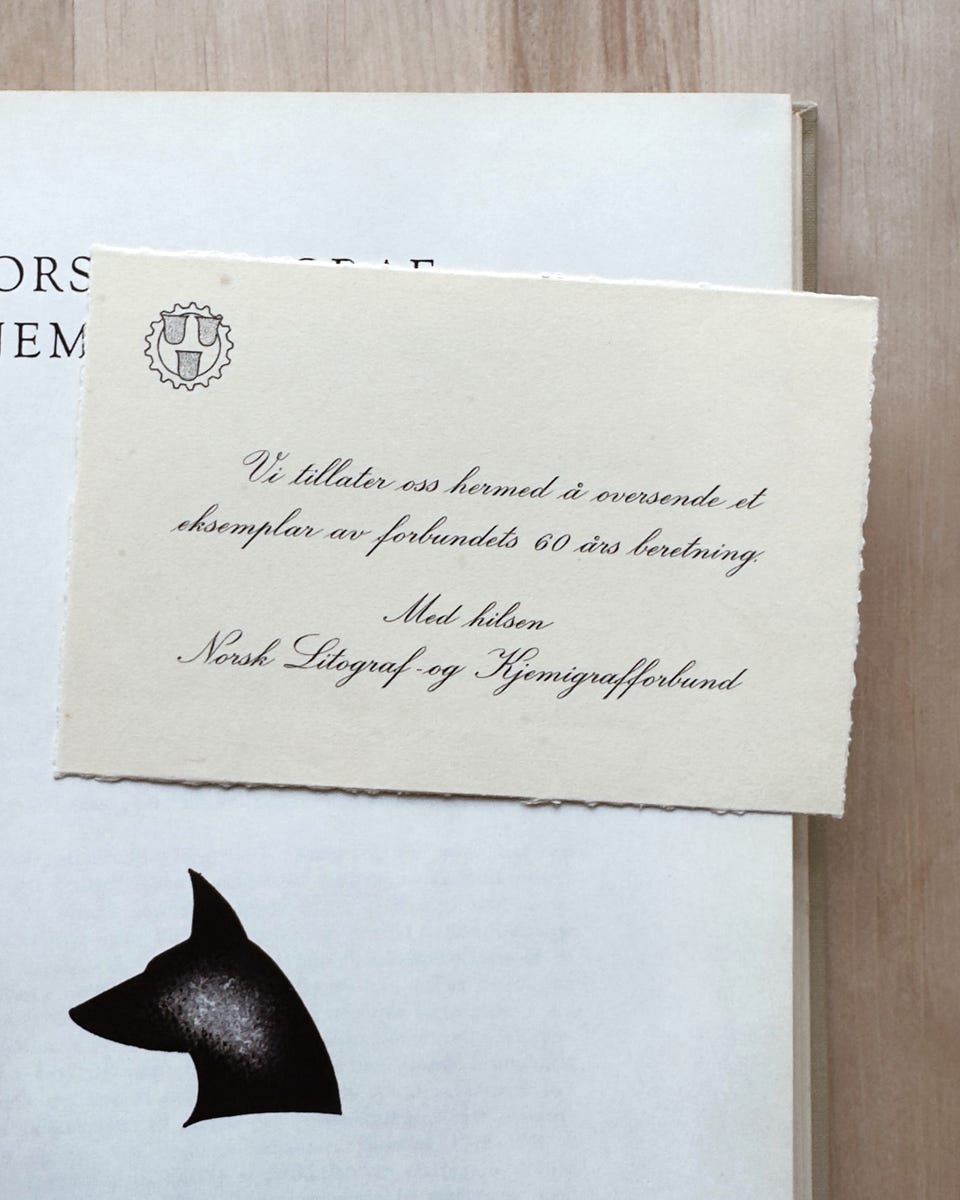 Vi tillater oss hermed å oversende et
eksemplar av forbundets 60 års beretning.
Med hilsen
Norsk Litograf -og Kjemigrafforbund